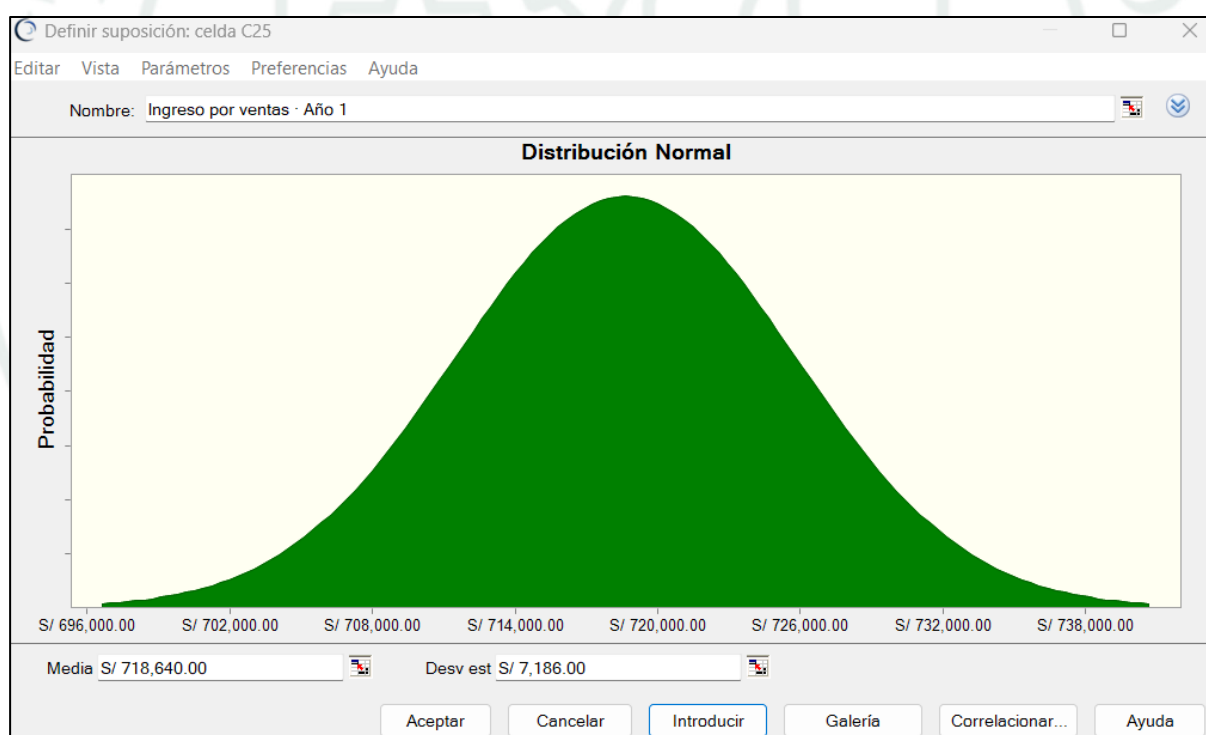 Definir suposición: celda C25
Editar Vista Parámetros Preferencias Ayuda
Nombre: Ingreso por ventas · Año 1
Distribución Normal
Probabilidad
S/ 696,000.00 S/ 702,000.00 S/ 708,000.00 S/ 714,000.00 S/ 720,000.00 S/ 726,000.00 S/ 732,000.00 S/ 738,000.00
Media S/ 718,640.00 Desv est S/ 7,186.00
Aceptar Cancelar Introducir Galería Correlacionar... Ayuda